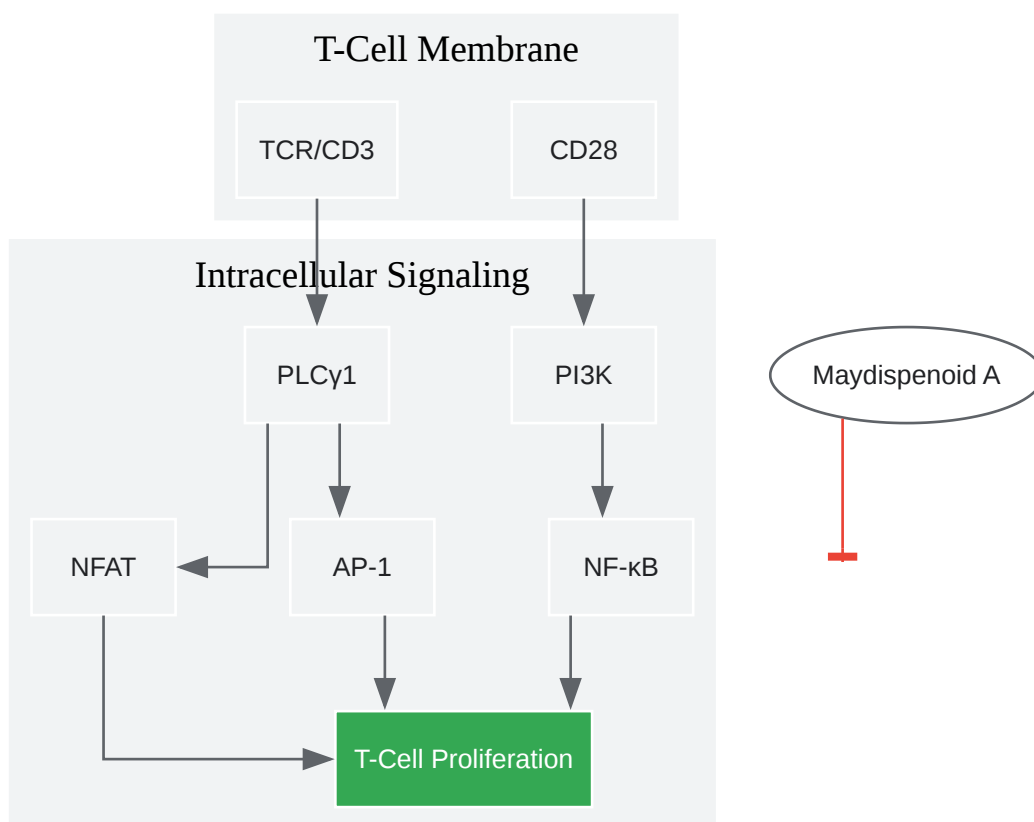 T-Cell Membrane
TCR/CD3
CD28
Intracellular Signaling
PLCγ1
PI3K
Maydispenoid A
NFAT
AP-1
NF-κB
T-Cell Proliferation